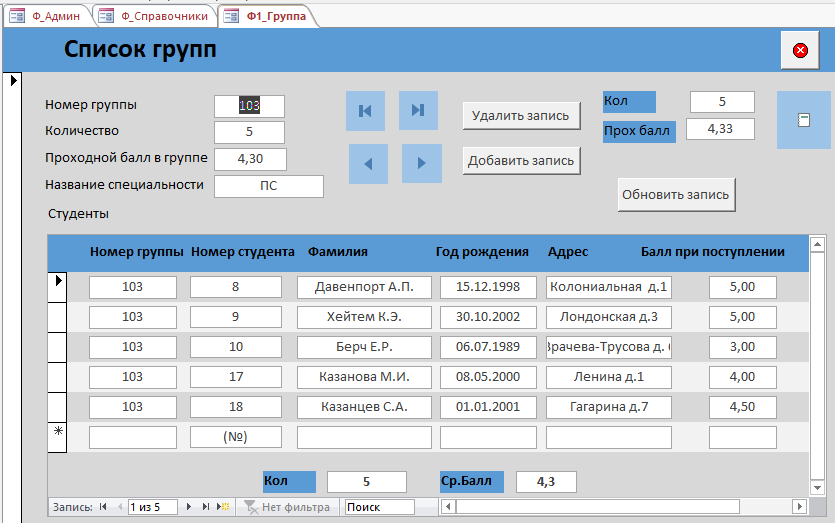 Ф_Админ Ф_Справочники Ф1_Группа
Список групп
Номер группы 103 Удалить запись Кол 5
Количество 5 Прох балл 4,33
Проходной балл в группе 4,30 Добавить запись
Название специальности ПС Обновить запись
Студенты
Номер группы Номер студента Фамилия Год рождения Адрес Балл при поступлении
103 8 Давенпорт А.П. 15.12.1998 Колониальная д.1 5,00
103 9 Хейтем К.Э. 30.10.2002 Лондонская д.3 5,00
103 10 Берч Е.Р. 06.07.1989 Врачева-Трусова д. 3,00
103 17 Казанова М.И. 08.05.2000 Ленина д.1 4,00
103 18 Казанцев С.А. 01.01.2001 Гагарина д.7 4,50
(№)
Кол 5 Ср.Балл 4,3
Запись: 1 из 5 Нет фильтра Поиск